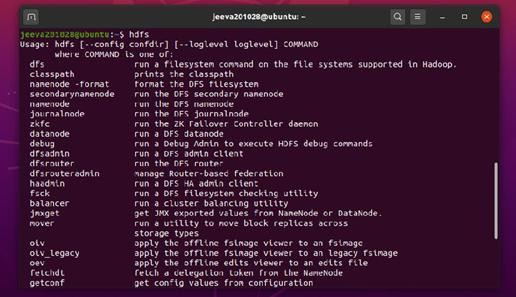 jeeva201028@ubuntu: ~
jeeva201028@ubuntu:~$ hdfs
Usage: hdfs [--config confdir] [--loglevel loglevel] COMMAND
where COMMAND is one of:
dfs run a filesystem command on the file systems supported in Hadoop.
classpath prints the classpath
namenode -format format the DFS filesystem
secondarynamenode run the DFS secondary namenode
namenode run the DFS namenode
journalnode run the DFS journalnode
zkfc run the ZK Failover Controller daemon
datanode run a DFS datanode
debug run a Debug Admin to execute HDFS debug commands
dfsadmin run a DFS admin client
dfsrouter run the DFS router
dfsrouteradmin manage Router-based federation
haadmin run a DFS HA admin client
fsck run a DFS filesystem checking utility
balancer run a cluster balancing utility
jmxget get JMX exported values from NameNode or DataNode.
mover run a utility to move block replicas across
storage types
oiv apply the offline fsimage viewer to an fsimage
oiv_legacy apply the offline fsimage viewer to a legacy fsimage
oev apply the offline edits viewer to an edits file
fetchdt fetch a delegation token from the NameNode
getconf get config values from configuration